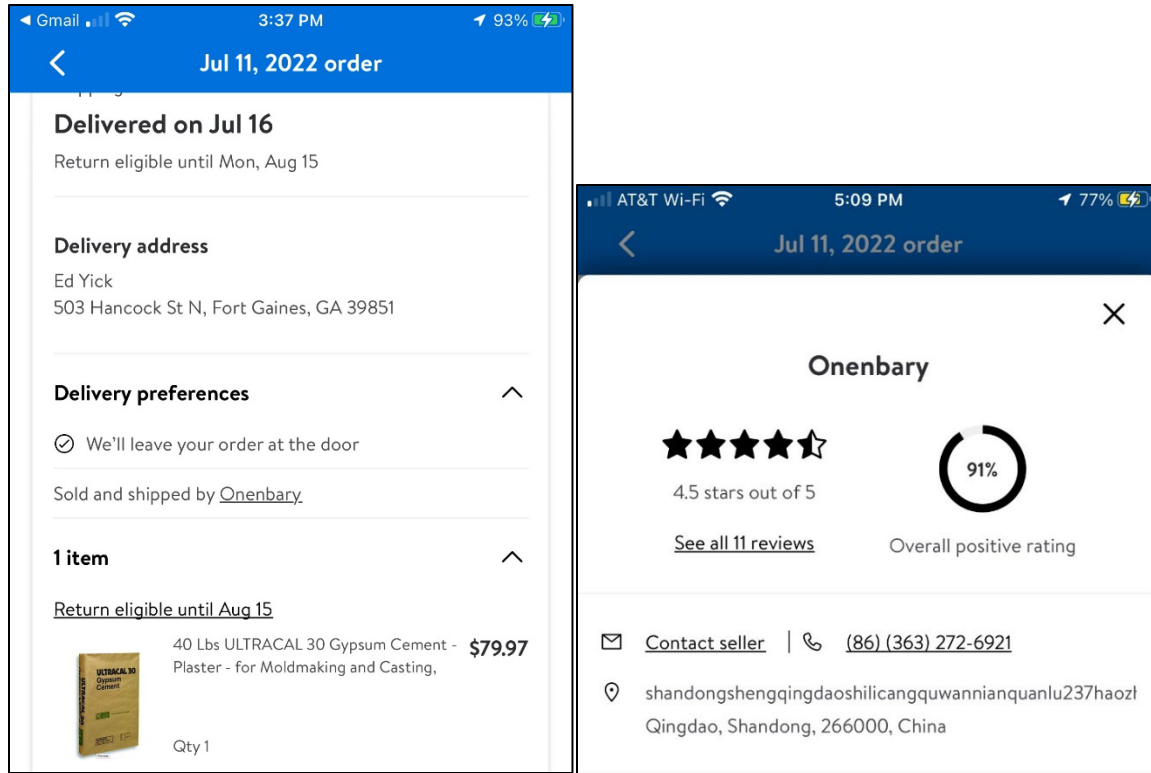 Gmail
3:37 PM
93%
Jul 11, 2022 order
Delivered on Jul 16
Return eligible until Mon, Aug 15
Delivery address
Ed Yick
503 Hancock St N, Fort Gaines, GA 39851
Delivery preferences
We'll leave your order at the door
Sold and shipped by Onenbary
1 item
Return eligible until Aug 15
40 Lbs ULTRACAL 30 Gypsum Cement - $79.97
Plaster - for Moldmaking and Casting,
ULTRACAL 30
Gypsum
Cement
Qty 1
AT&T Wi-Fi
5:09 PM
77%
Jul 11, 2022 order
Onenbary
91%
4.5 stars out of 5
See all 11 reviews
Overall positive rating
Contact seller | (86) (363) 272-6921
shandongshengqingdaoshilicangquwannianquanlu237haozh
Qingdao, Shandong, 266000, China